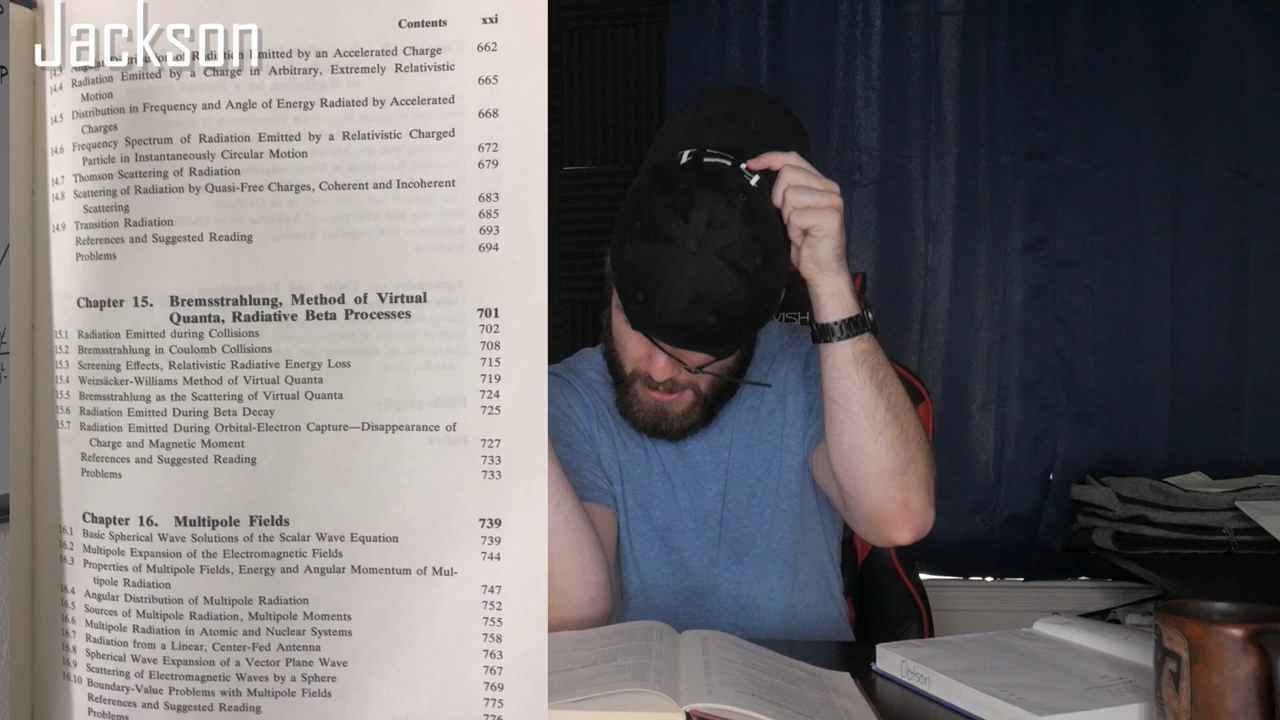 Jackson
Contents xxi
14.3 Angular Distribution of Radiation Emitted by an Accelerated Charge 662
14.4 Radiation Emitted by a Charge in Arbitrary, Extremely Relativistic
Motion 665
14.5 Distribution in Frequency and Angle of Energy Radiated by Accelerated
Charges 668
14.6 Frequency Spectrum of Radiation Emitted by a Relativistic Charged
Particle in Instantaneously Circular Motion 672
14.7 Thomson Scattering of Radiation 679
14.8 Scattering of Radiation by Quasi-Free Charges, Coherent and Incoherent
Scattering 683
14.9 Transition Radiation 685
References and Suggested Reading 693
Problems 694
Chapter 15. Bremsstrahlung, Method of Virtual
Quanta, Radiative Beta Processes 701
15.1 Radiation Emitted during Collisions 702
15.2 Bremsstrahlung in Coulomb Collisions 708
15.3 Screening Effects, Relativistic Radiative Energy Loss 715
15.4 Weizsäcker-Williams Method of Virtual Quanta 719
15.5 Bremsstrahlung as the Scattering of Virtual Quanta 724
15.6 Radiation Emitted During Beta Decay 725
15.7 Radiation Emitted During Orbital-Electron Capture—Disappearance of
Charge and Magnetic Moment 727
References and Suggested Reading 733
Problems 733
Chapter 16. Multipole Fields 739
16.1 Basic Spherical Wave Solutions of the Scalar Wave Equation 739
16.2 Multipole Expansion of the Electromagnetic Fields 744
16.3 Properties of Multipole Fields, Energy and Angular Momentum of Mul-
tipole Radiation 747
16.4 Angular Distribution of Multipole Radiation 752
16.5 Sources of Multipole Radiation, Multipole Moments 755
16.6 Multipole Radiation in Atomic and Nuclear Systems 758
16.7 Radiation from a Linear, Center-Fed Antenna 763
16.8 Spherical Wave Expansion of a Vector Plane Wave 767
16.9 Scattering of Electromagnetic Waves by a Sphere 769
16.10 Boundary-Value Problems with Multipole Fields 775
References and Suggested Reading 776
Problems